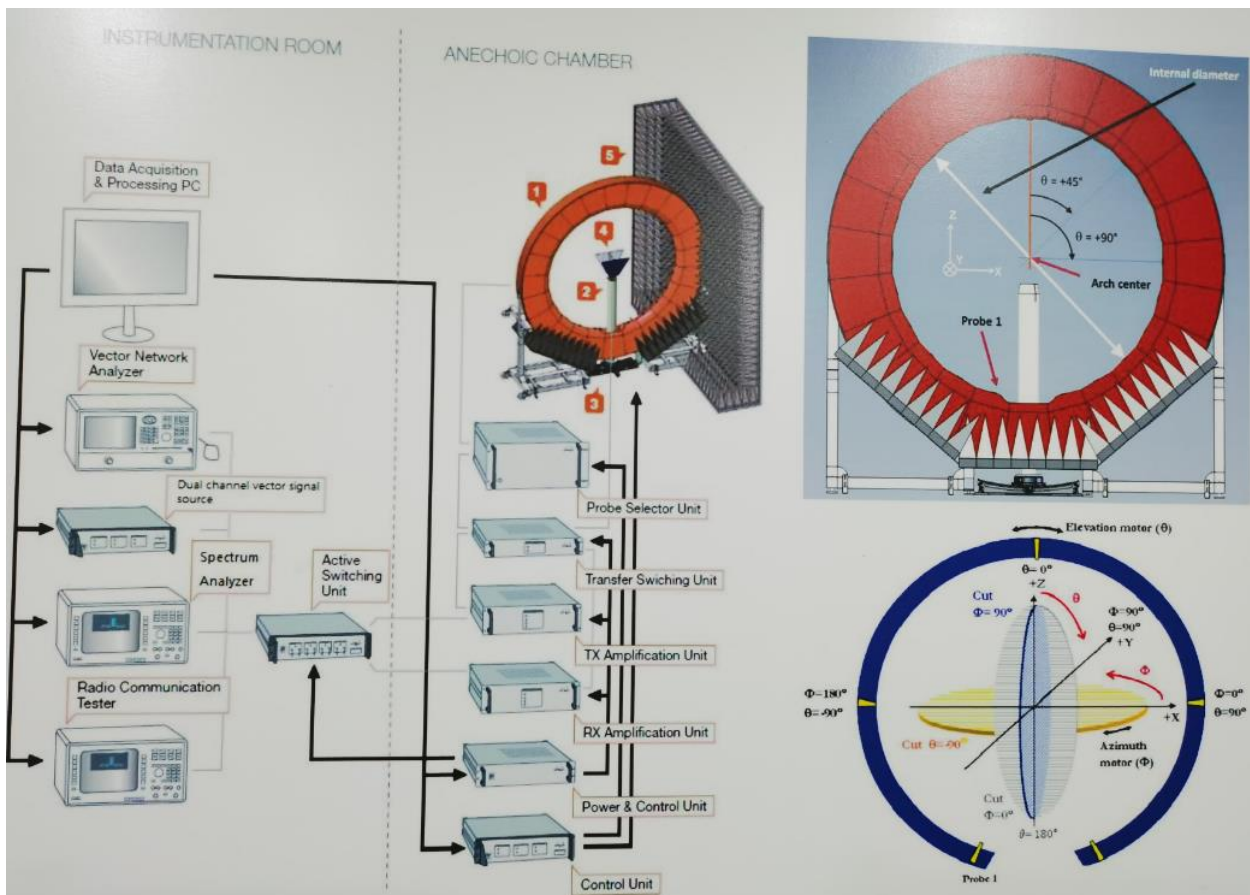 INSTRUMENTATION ROOM
ANECHOIC CHAMBER
Data Acquisition
& Processing PC
Vector Network
Analyzer
Dual channel vector signal
source
Spectrum
Analyzer
Active
Switching
Unit
Radio Communication
Tester
1
2
3
4
5
Probe Selector Unit
Transfer Swiching Unit
TX Amplification Unit
RX Amplification Unit
Power & Control Unit
Control Unit
Internal diameter
θ = +45°
θ = +90°
Z
Y
X
Arch center
Probe 1
Elevation motor (θ)
θ= 0°
+Z
Cut
Φ= 90°
θ
Φ=90°
θ=90°
+Y
Φ
Φ=180°
θ=-90°
Φ=0°
θ=90°
+X
Cut θ=-90°
Azimuth
motor (Φ)
Cut
Φ=0°
θ= 180°
Probe 1